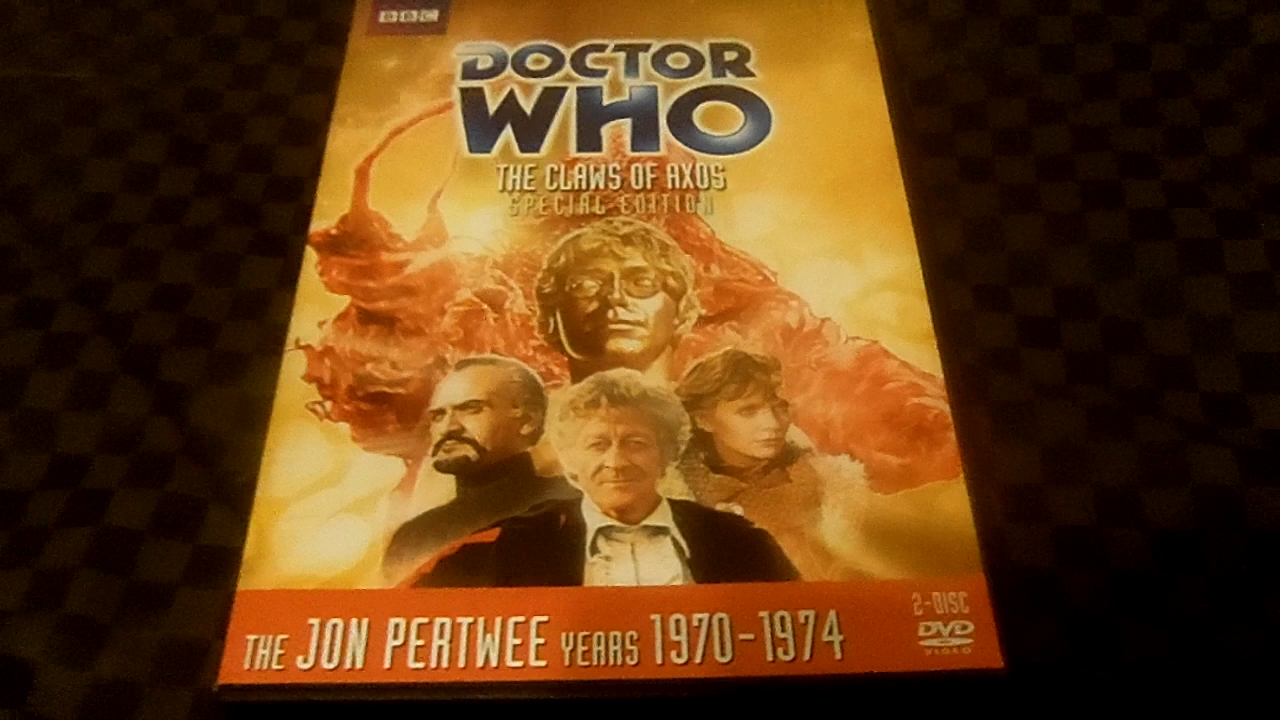 BBC
DOCTOR
WHO
THE CLAWS OF AXOS
SPECIAL EDITION
2-DISC
THE JON PERTWEE YEARS 1970-1974
DVD
VIDEO